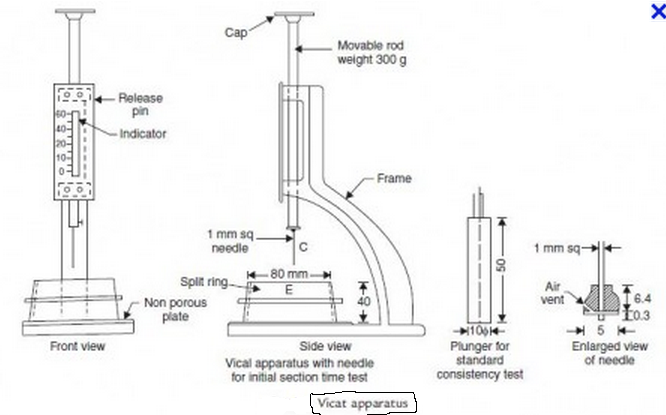 Cap
Movable rod
weight 300 g
Release
pin
60
40
20
10
0
Indicator
Frame
1 mm sq
needle
C
1 mm sq
50
Split ring
80 mm
E
40
Air
vent
6.4
0.3
Non porous
plate
10ϕ
5
Front view
Side view
Plunger for
standard
consistency test
Enlarged view
of needle
Vical apparatus with needle
for initial section time test
Vicat apparatus